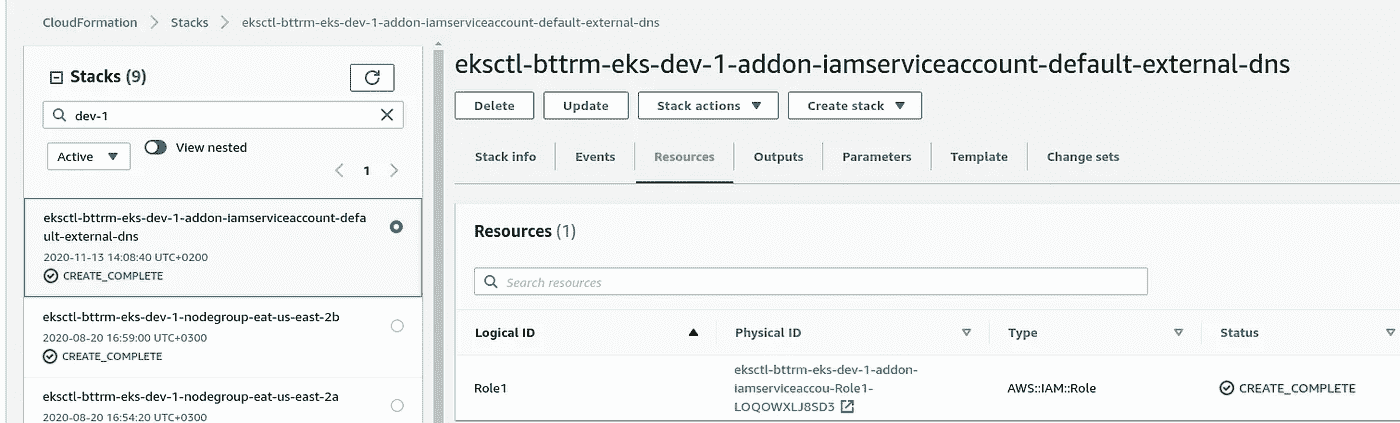 CloudFormation > Stacks > eksctl-bttrm-eks-dev-1-addon-iamserviceaccount-default-external-dns
Stacks (9)
dev-1
Active
View nested
1
eksctl-bttrm-eks-dev-1-addon-iamserviceaccount-defa
ult-external-dns
2020-11-13 14:08:40 UTC+0200
CREATE_COMPLETE
eksctl-bttrm-eks-dev-1-nodegroup-eat-us-east-2b
2020-08-20 16:59:00 UTC+0300
CREATE_COMPLETE
eksctl-bttrm-eks-dev-1-nodegroup-eat-us-east-2a
2020-08-20 16:54:20 UTC+0300
eksctl-bttrm-eks-dev-1-addon-iamserviceaccount-default-external-dns
Delete Update Stack actions Create stack
Stack info Events Resources Outputs Parameters Template Change sets
Resources (1)
Search resources
Logical ID Physical ID Type Status
Role1
eksctl-bttrm-eks-dev-1-addon-
iamserviceaccou-Role1-
LOQOWXLJ8SD3
AWS::IAM::Role
CREATE_COMPLETE